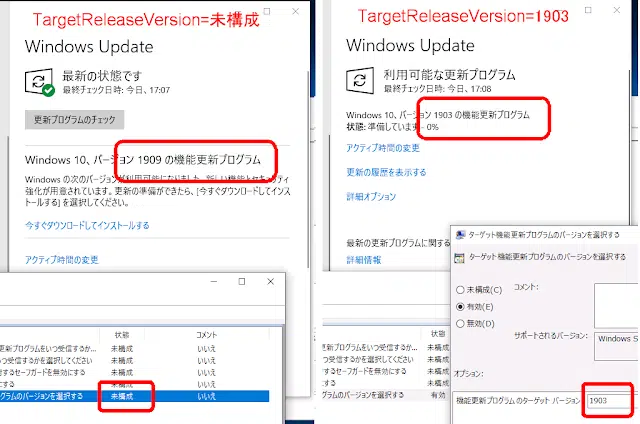 TargetReleaseVersion=未構成
Windows Update
最新の状態です
最終チェック日時: 今日、17:07
更新プログラムのチェック
Windows 10、バージョン 1909 の機能更新プログラム
Windows の次のバージョンが利用可能になりました。新しい機能とセキュリティ
強化が用意されています。更新の準備ができたら、[今すぐダウンロードしてインス
トールする] を選択してください。
今すぐダウンロードしてインストールする
アクティブ時間の変更
状態
コメント
更新プログラムをいつ受信するか...
未構成
いいえ
いつ受信するかを選択してください
未構成
いいえ
するセーフガードを無効にする
未構成
いいえ
にする
未構成
いいえ
グラムのバージョンを選択する
未構成
いいえ
TargetReleaseVersion=1903
Windows Update
利用可能な更新プログラム
最終チェック日時: 今日、17:08
Windows 10、バージョン 1903 の機能更新プログラム
状態: 準備しています - 0%
アクティブ時間の変更
更新の履歴を表示する
詳細オプション
最新の更新プログラムに関する
詳細情報
状態
更新プログラムをいつ受信するか...
未構成
いつ受信するかを選択してください
未構成
するセーフガードを無効にする
未構成
にする
未構成
グラムのバージョンを選択する
有効
ターゲット機能更新プログラムのバージョンを選択する
ターゲット機能更新プログラムのバージョンを選択する
未構成(C)
コメント:
有効(E)
無効(D)
サポートされるバージョン:
Windows S
オプション:
機能更新プログラムのターゲット バージョン
1903